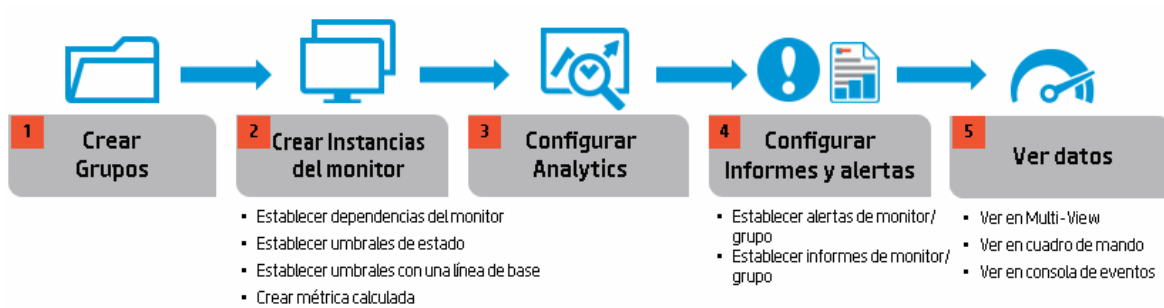 1
Crear
Grupos
2
Crear Instancias
del monitor
▪ Establecer dependencias del monitor
▪ Establecer umbrales de estado
▪ Establecer umbrales con una línea de base
▪ Crear métrica calculada
3
Configurar
Analytics
4
Configurar
Informes y alertas
▪ Establecer alertas de monitor/
grupo
▪ Establecer informes de monitor/
grupo
5
Ver datos
▪ Ver en Multi-View
▪ Ver en cuadro de mando
▪ Ver en consola de eventos